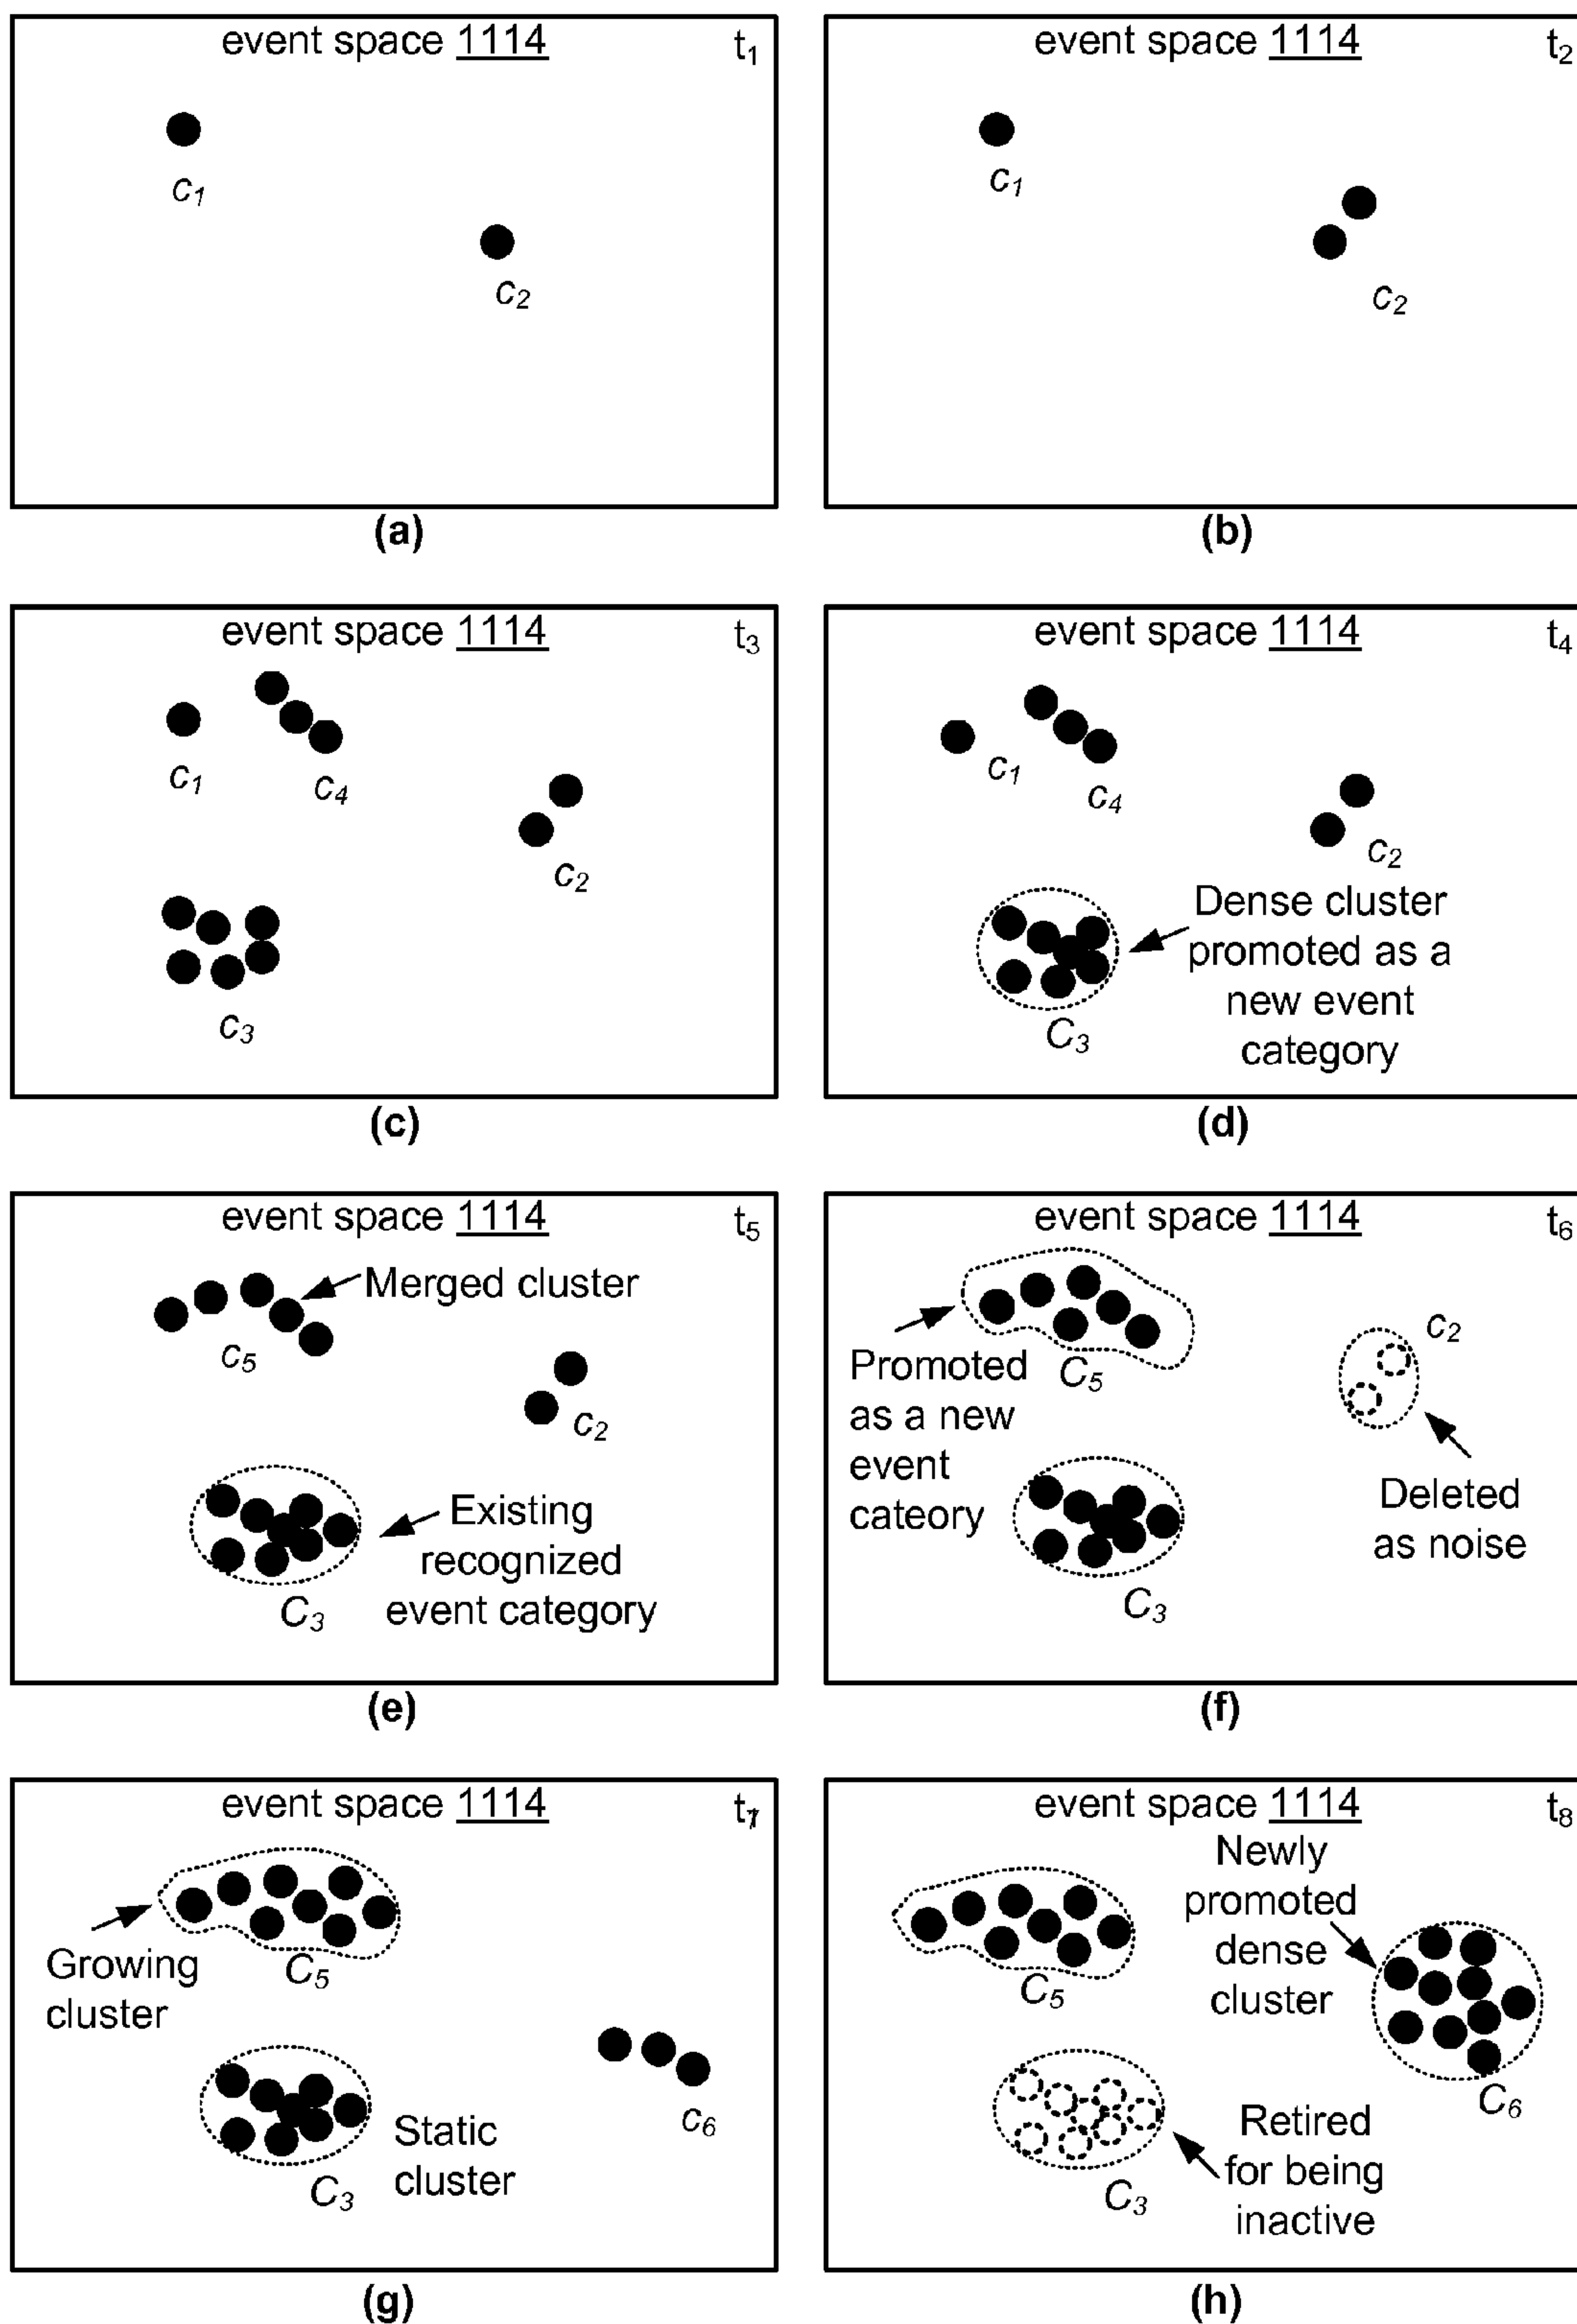 event space 1114 t1
c1
c2
(a)
event space 1114 t2
c1
c2
(b)
event space 1114 t3
c1
c4
c2
c3
(c)
event space 1114 t4
c1
c4
c2
Dense cluster
promoted as a
new event
category
C3
(d)
event space 1114 t5
Merged cluster
c5
c2
Existing
recognized
event category
C3
(e)
event space 1114 t6
c2
Promoted
as a new
event
cateory
C5
Deleted
as noise
C3
(f)
event space 1114 t7
Growing
cluster
C5
c6
Static
cluster
C3
(g)
event space 1114 t8
Newly
promoted
dense
cluster
C5
C6
Retired
for being
inactive
C3
(h)